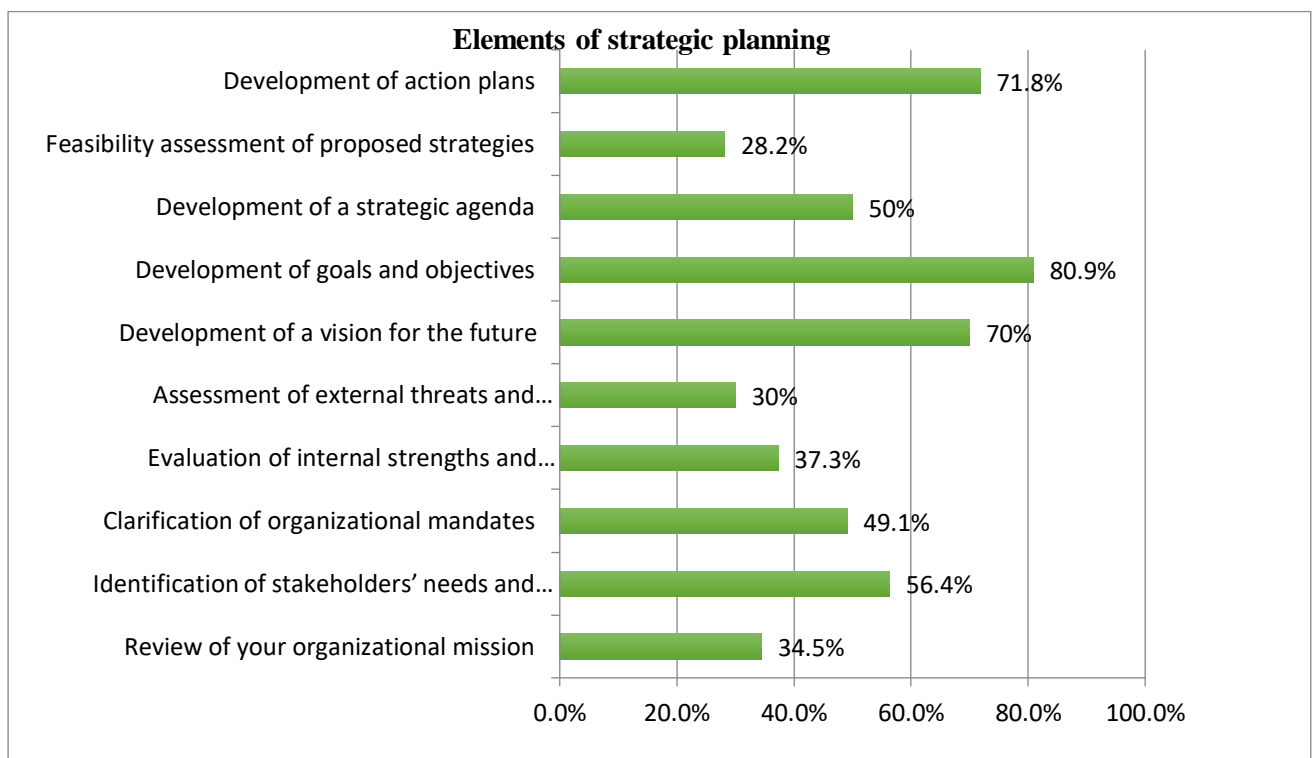 Elements of strategic planning
Development of action plans
71.8%
Feasibility assessment of proposed strategies
28.2%
Development of a strategic agenda
50%
Development of goals and objectives
80.9%
Development of a vision for the future
70%
Assessment of external threats and...
30%
Evaluation of internal strengths and...
37.3%
Clarification of organizational mandates
49.1%
Identification of stakeholders’ needs and...
56.4%
Review of your organizational mission
34.5%
0.0% 20.0% 40.0% 60.0% 80.0% 100.0%